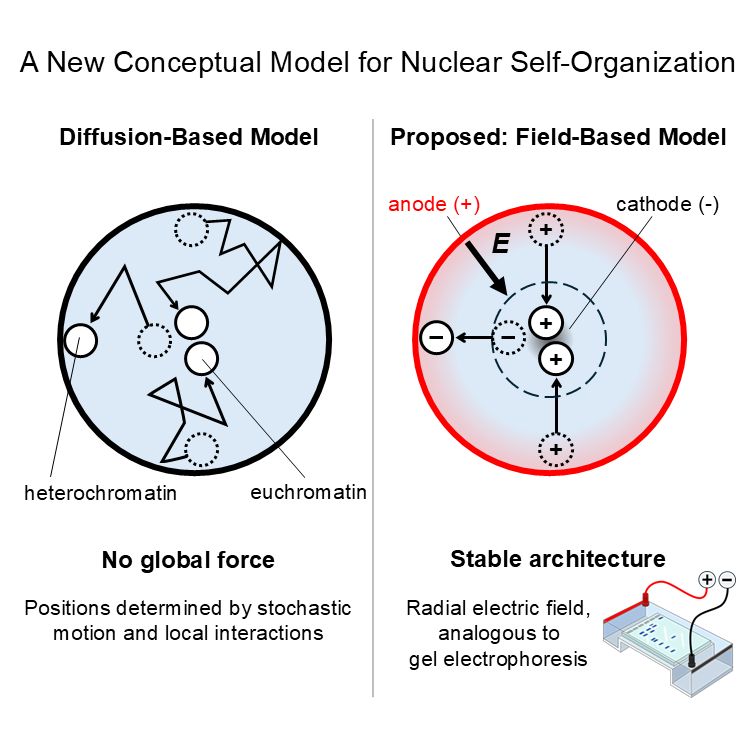 A New Conceptual Model for Nuclear Self-Organization
Diffusion-Based Model
heterochromatin
euchromatin
No global force
Positions determined by stochastic
motion and local interactions
Proposed: Field-Based Model
anode (+)
cathode (-)
E
+
− − +
+
+
Stable architecture
Radial electric field,
analogous to
gel electrophoresis
+ −